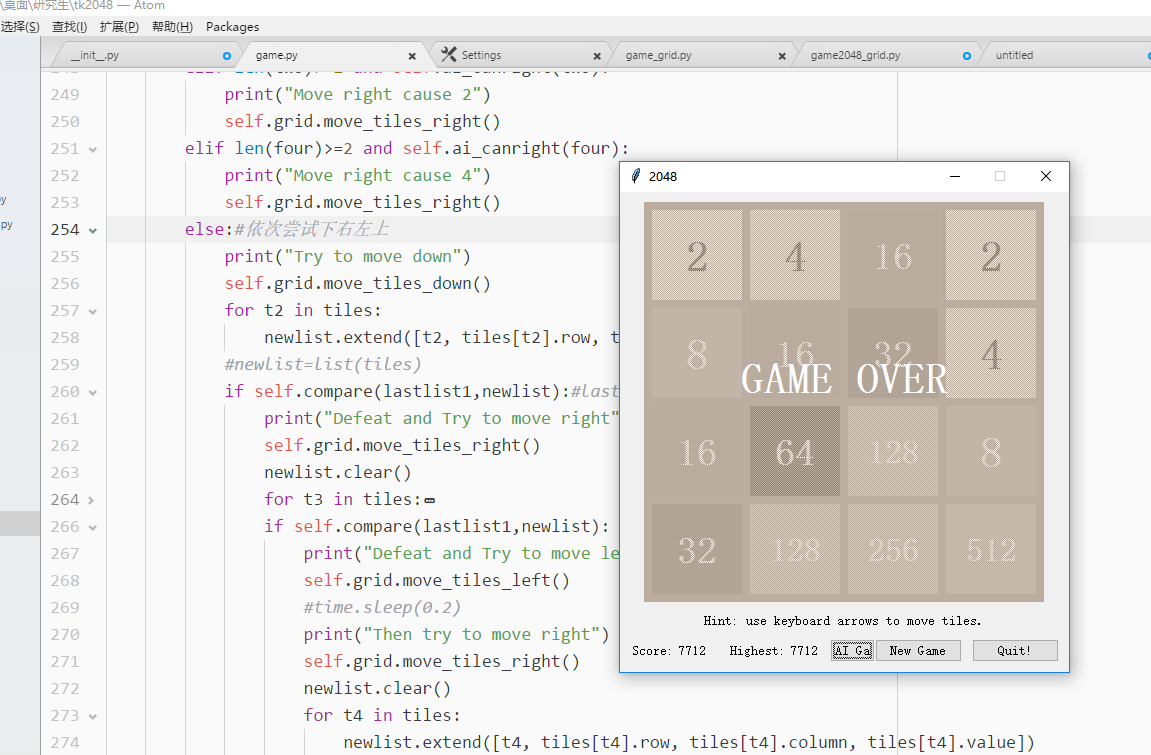 \桌面\研究生\tk2048 — Atom
选择(S) 查找(I) 扩展(P) 帮助(H) Packages
__init__.py game.py Settings game_grid.py game2048_grid.py untitled
249 print("Move right cause 2")
250 self.grid.move_tiles_right()
251 elif len(four)>=2 and self.ai_canright(four):
252 print("Move right cause 4")
253 self.grid.move_tiles_right()
254 else:#依次尝试下右左上
255 print("Try to move down")
256 self.grid.move_tiles_down()
257 for t2 in tiles:
258 newlist.extend([t2, tiles[t2].row, t
259 #newlist=list(tiles)
260 if self.compare(lastlist1,newlist):#last
261 print("Defeat and Try to move right"
262 self.grid.move_tiles_right()
263 newlist.clear()
264 for t3 in tiles:
266 if self.compare(lastlist1,newlist):
267 print("Defeat and Try to move le
268 self.grid.move_tiles_left()
269 #time.sleep(0.2)
270 print("Then try to move right")
271 self.grid.move_tiles_right()
272 newlist.clear()
273 for t4 in tiles:
274 newlist.extend([t4, tiles[t4].row, tiles[t4].column, tiles[t4].value])
py
py
2048
2 4 16 2
8 16 32 4
GAME OVER
16 64 128 8
32 128 256 512
Hint: use keyboard arrows to move tiles.
Score: 7712 Highest: 7712 AI Ga New Game Quit!